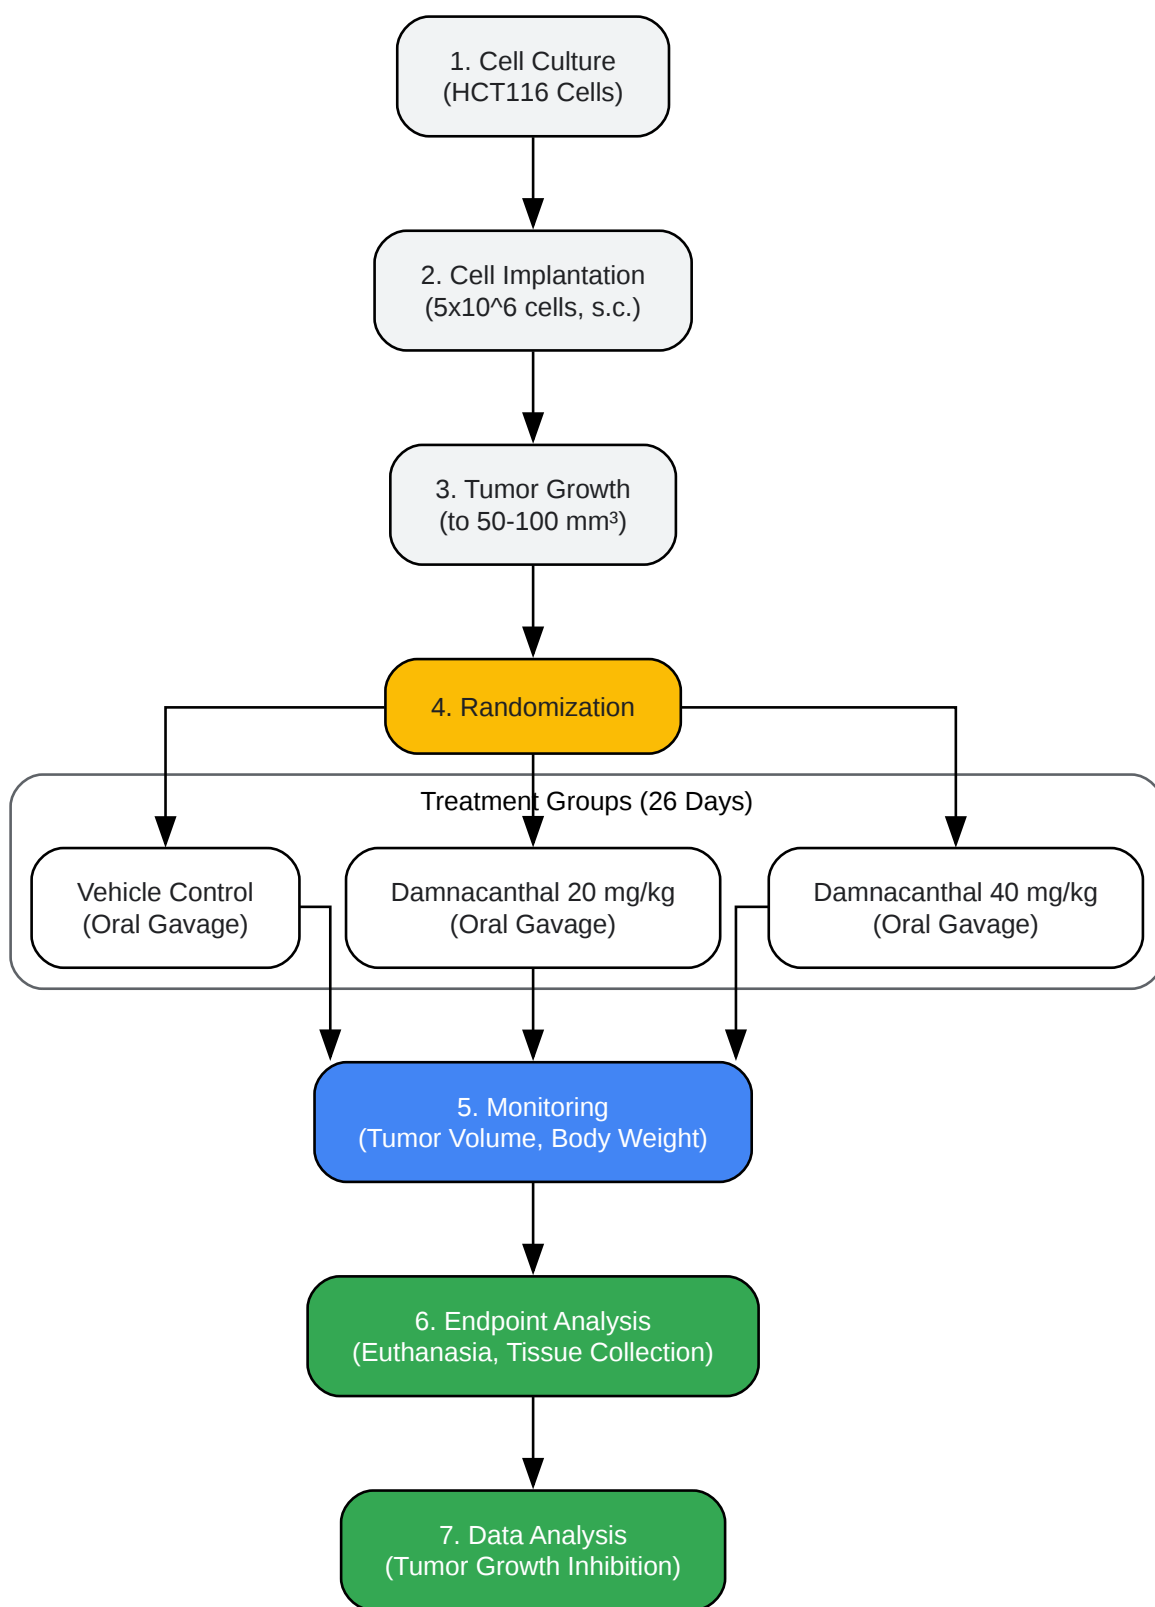 1. Cell Culture
(HCT116 Cells)
2. Cell Implantation
(5x10^6 cells, s.c.)
3. Tumor Growth
(to 50-100 mm³)
4. Randomization
Treatment Groups (26 Days)
Vehicle Control
(Oral Gavage)
Damnacanthal 20 mg/kg
(Oral Gavage)
Damnacanthal 40 mg/kg
(Oral Gavage)
5. Monitoring
(Tumor Volume, Body Weight)
6. Endpoint Analysis
(Euthanasia, Tissue Collection)
7. Data Analysis
(Tumor Growth Inhibition)